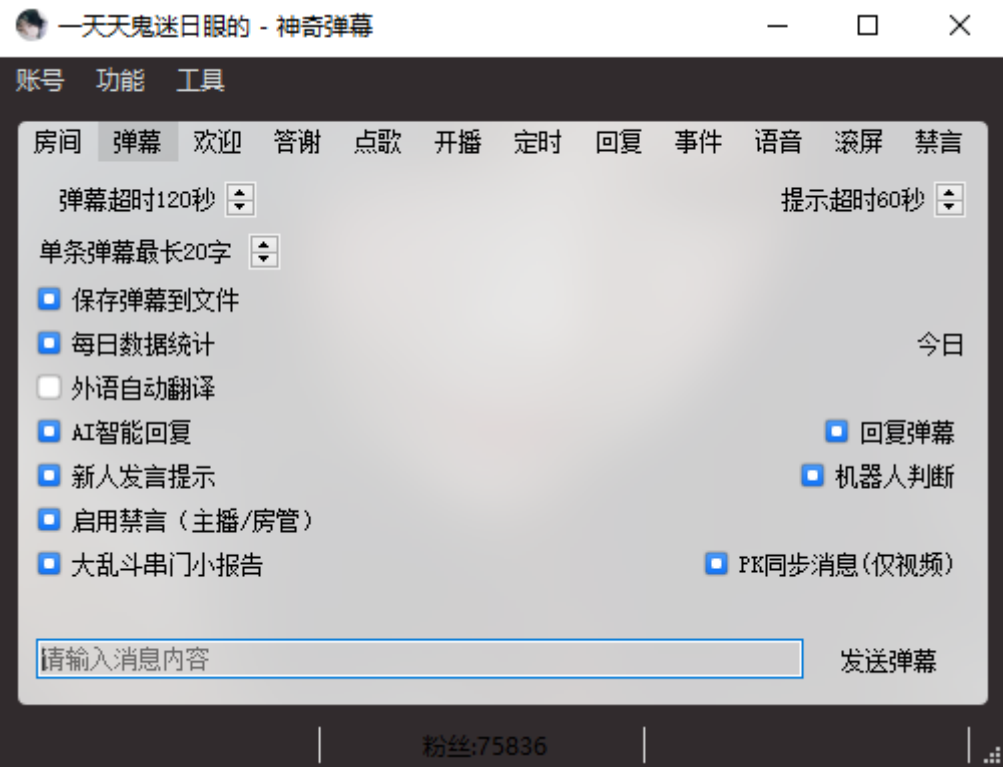 一天天鬼迷日眼的 - 神奇弹幕
账号 功能 工具
房间 弹幕 欢迎 答谢 点歌 开播 定时 回复 事件 语音 滚屏 禁言
弹幕超时120秒 提示超时60秒
单条弹幕最长20字
保存弹幕到文件
每日数据统计 今日
外语自动翻译
AI智能回复 回复弹幕
新人发言提示 机器人判断
启用禁言（主播/房管）
大乱斗串门小报告 PK同步消息(仅视频)
请输入消息内容 发送弹幕
粉丝:75836